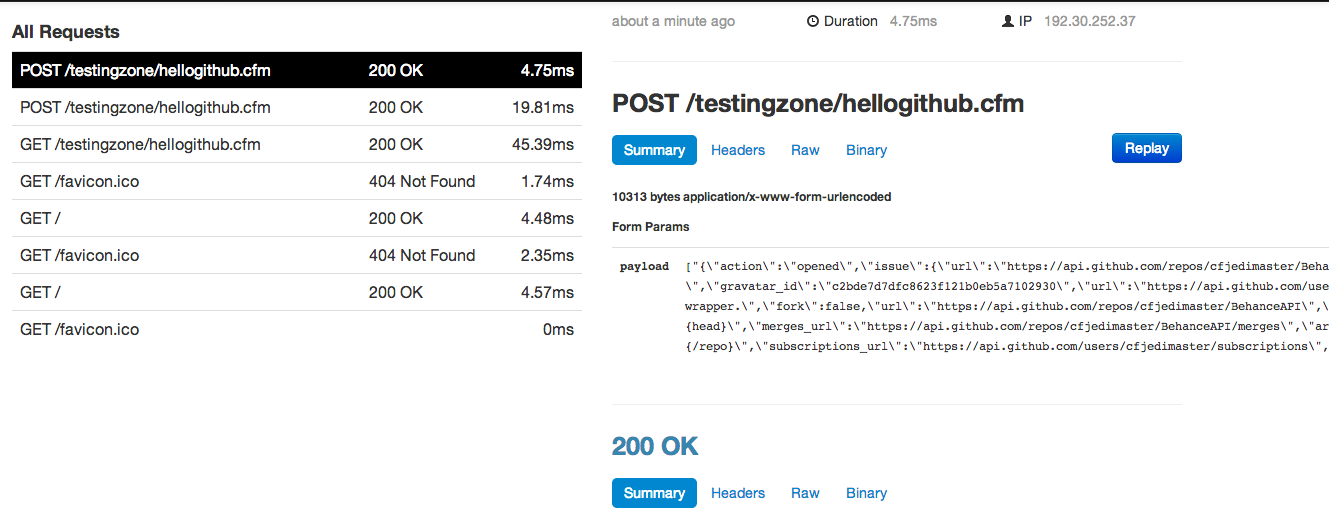 All Requests
POST /testingzone/hellogithub.cfm 200 OK 4.75ms
POST /testingzone/hellogithub.cfm 200 OK 19.81ms
GET /testingzone/hellogithub.cfm 200 OK 45.39ms
GET /favicon.ico 404 Not Found 1.74ms
GET / 200 OK 4.48ms
GET /favicon.ico 404 Not Found 2.35ms
GET / 200 OK 4.57ms
GET /favicon.ico 0ms
about a minute ago Duration 4.75ms IP 192.30.252.37
POST /testingzone/hellogithub.cfm
Summary Headers Raw Binary Replay
10313 bytes application/x-www-form-urlencoded
Form Params
payload ["{\"action\":\"opened\",\"issue\":{\"url\":\"https://api.github.com/repos/cfjedimaster/Beha
\",\"gravatar_id\":\"c2bde7d7dfc8623f121b0eb5a7102930\",\"url\":\"https://api.github.com/use
wrapper.\",\"fork\":false,\"url\":\"https://api.github.com/repos/cfjedimaster/BehanceAPI\",\
{head}\",\"merges_url\":\"https://api.github.com/repos/cfjedimaster/BehanceAPI/merges\",\"ar
{/repo}\",\"subscriptions_url\":\"https://api.github.com/users/cfjedimaster/subscriptions\",
200 OK
Summary Headers Raw Binary